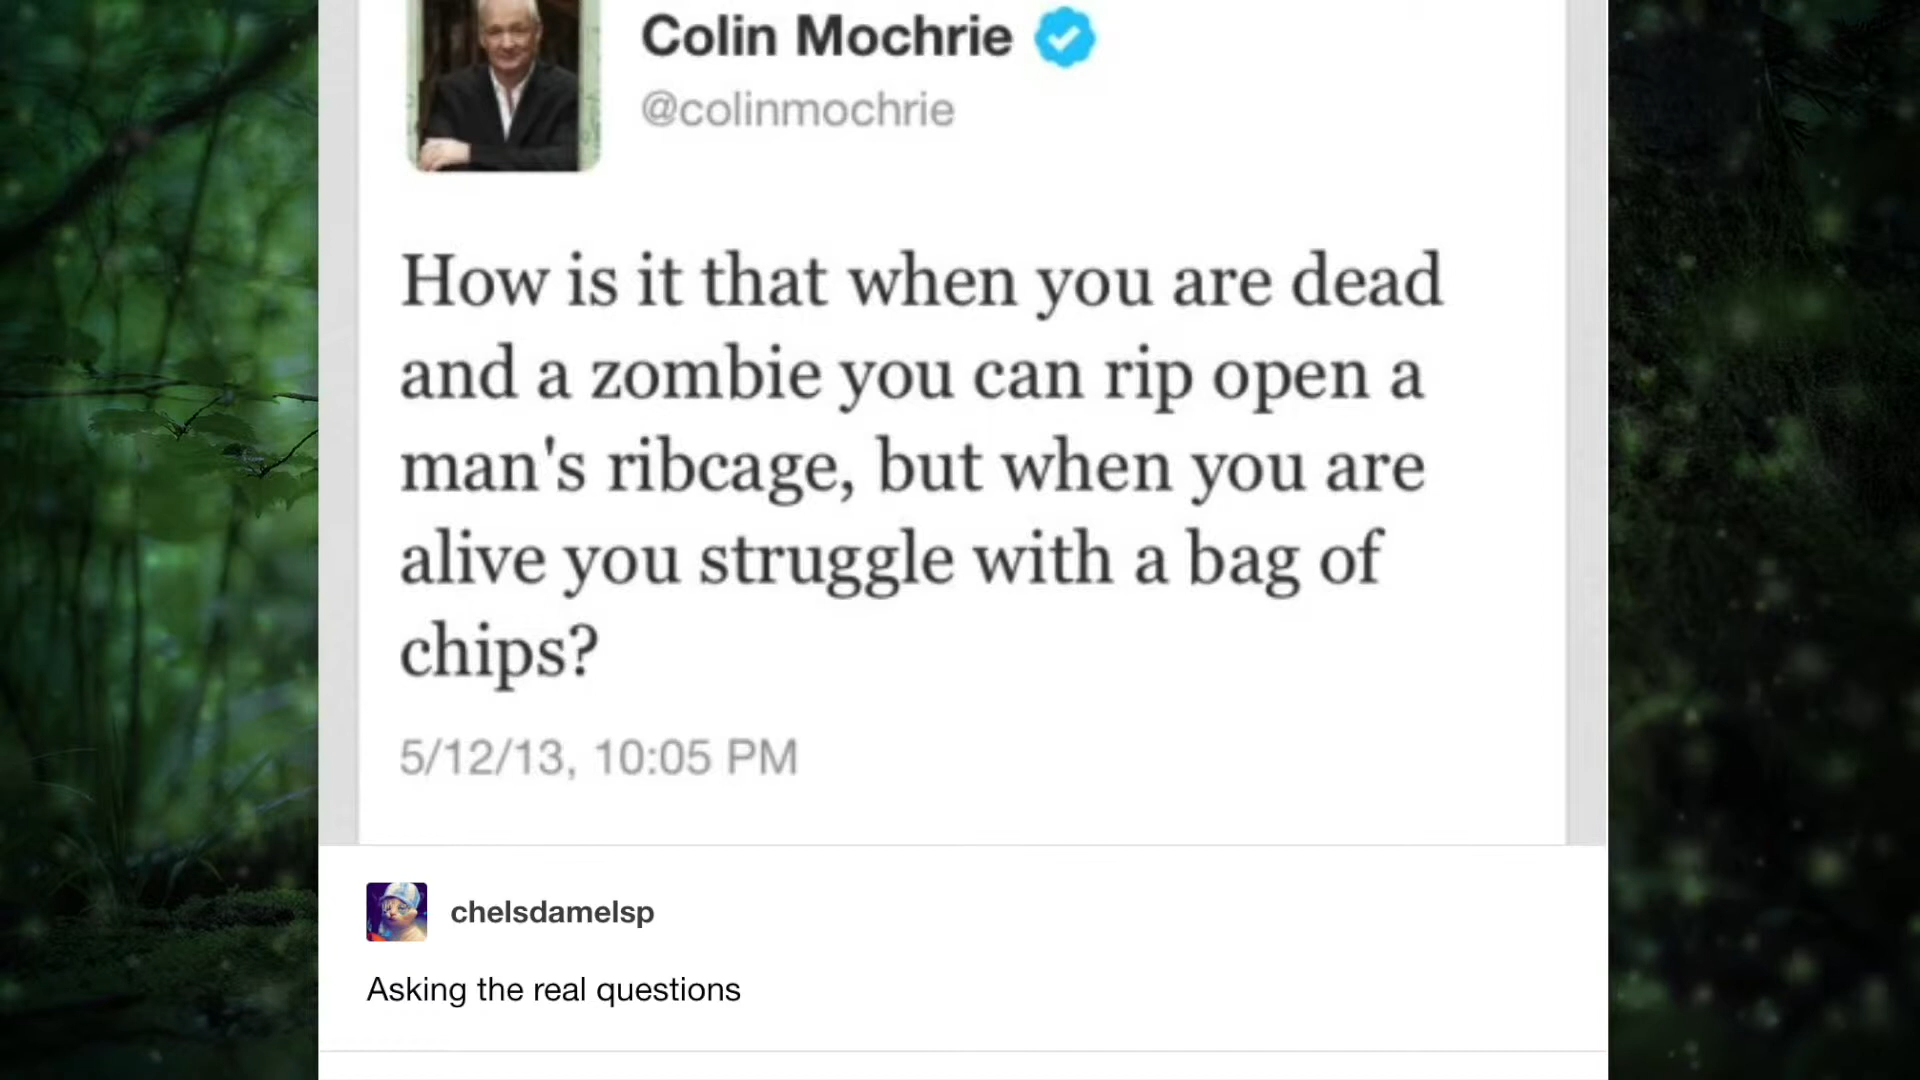 Colin Mochrie
@colinmochrie
How is it that when you are dead
and a zombie you can rip open a
man's ribcage, but when you are
alive you struggle with a bag of
chips?
5/12/13, 10:05 PM
chelsdamelsp
Asking the real questions